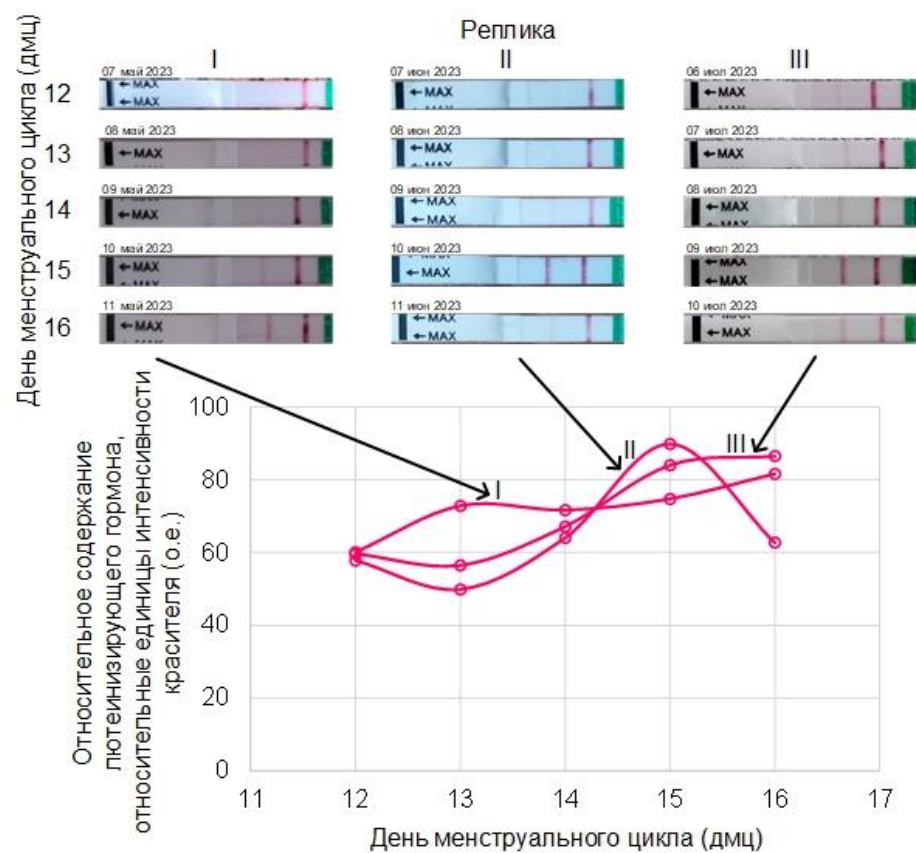 Реплика
I II III
День менструального цикла (дмц)
07 май 2023 07 июн 2023 06 июл 2023
12 ←MAX ←MAX ←MAX ←MAX ←MAX
08 май 2023 08 июн 2023 07 июл 2023
13 ←MAX ←MAX ←MAX ←MAX
09 май 2023 09 июн 2023 08 июл 2023
14 ←MAX ←MAX ←MAX ←MAX
10 май 2023 10 июн 2023 09 июл 2023
15 ←MAX ←MAX ←MAX
11 май 2023 11 июн 2023 10 июл 2023
16 ←MAX ←MAX ←MAX ←MAX
Относительное содержание
лютеинизирующего гормона,
относительные единицы интенсивности
красителя (о.е.)
100
80
60
40
20
0
I
II
III
11 12 13 14 15 16 17
День менструального цикла (дмц)